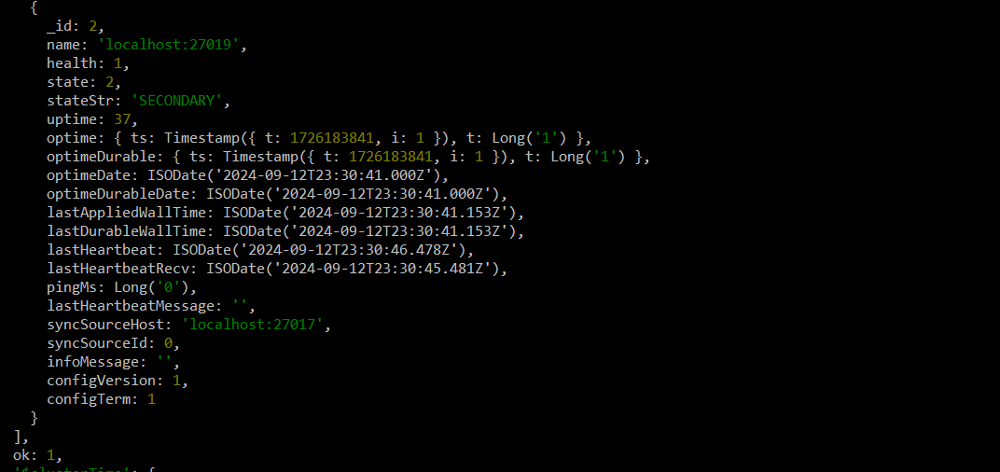 {
_id: 2,
name: 'localhost:27019',
health: 1,
state: 2,
stateStr: 'SECONDARY',
uptime: 37,
optime: { ts: Timestamp({ t: 1726183841, i: 1 }), t: Long('1') },
optimeDurable: { ts: Timestamp({ t: 1726183841, i: 1 }), t: Long('1') },
optimeDate: ISODate('2024-09-12T23:30:41.000Z'),
optimeDurableDate: ISODate('2024-09-12T23:30:41.000Z'),
lastAppliedWallTime: ISODate('2024-09-12T23:30:41.153Z'),
lastDurableWallTime: ISODate('2024-09-12T23:30:41.153Z'),
lastHeartbeat: ISODate('2024-09-12T23:30:46.478Z'),
lastHeartbeatRecv: ISODate('2024-09-12T23:30:45.481Z'),
pingMs: Long('0'),
lastHeartbeatMessage: '',
syncSourceHost: 'localhost:27017',
syncSourceId: 0,
infoMessage: '',
configVersion: 1,
configTerm: 1
}
],
ok: 1,
'$clusterTime': {